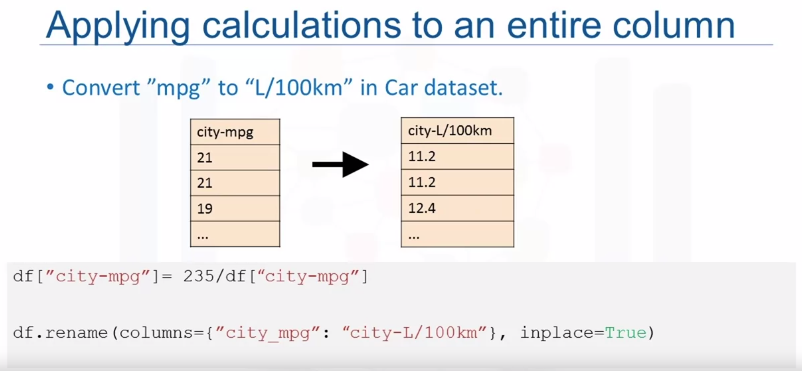 Applying calculations to an entire column
• Convert ”mpg” to “L/100km” in Car dataset.
city-mpg
21
21
19
...
city-L/100km
11.2
11.2
12.4
...
df[”city-mpg”]= 235/df[“city-mpg”]
df.rename(columns={”city_mpg”: “city-L/100km”}, inplace=True)